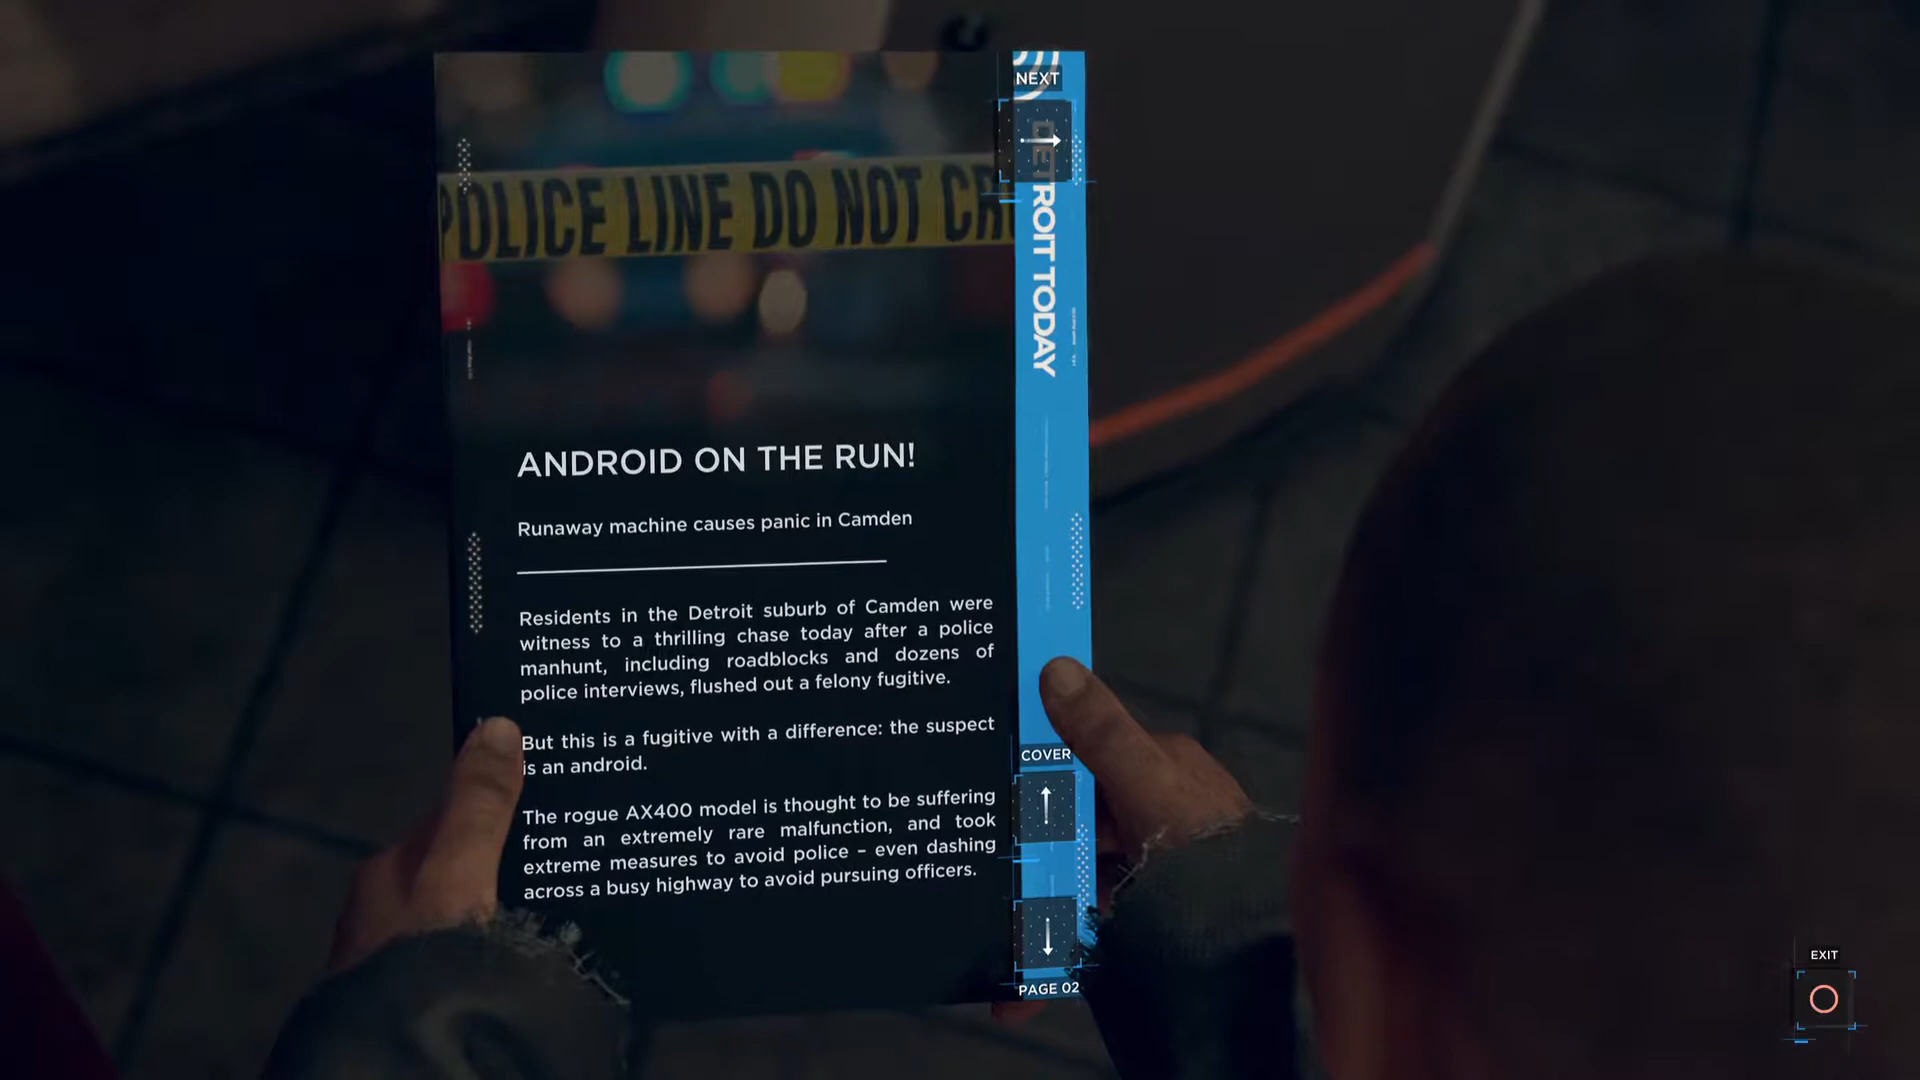 NEXT
DETROIT TODAY
POLICE LINE DO NOT CR
ANDROID ON THE RUN!
Runaway machine causes panic in Camden
Residents in the Detroit suburb of Camden were
witness to a thrilling chase today after a police
manhunt, including roadblocks and dozens of
police interviews, flushed out a felony fugitive.
But this is a fugitive with a difference: the suspect
is an android.
The rogue AX400 model is thought to be suffering
from an extremely rare malfunction, and took
extreme measures to avoid police – even dashing
across a busy highway to avoid pursuing officers.
COVER
PAGE 02
EXIT